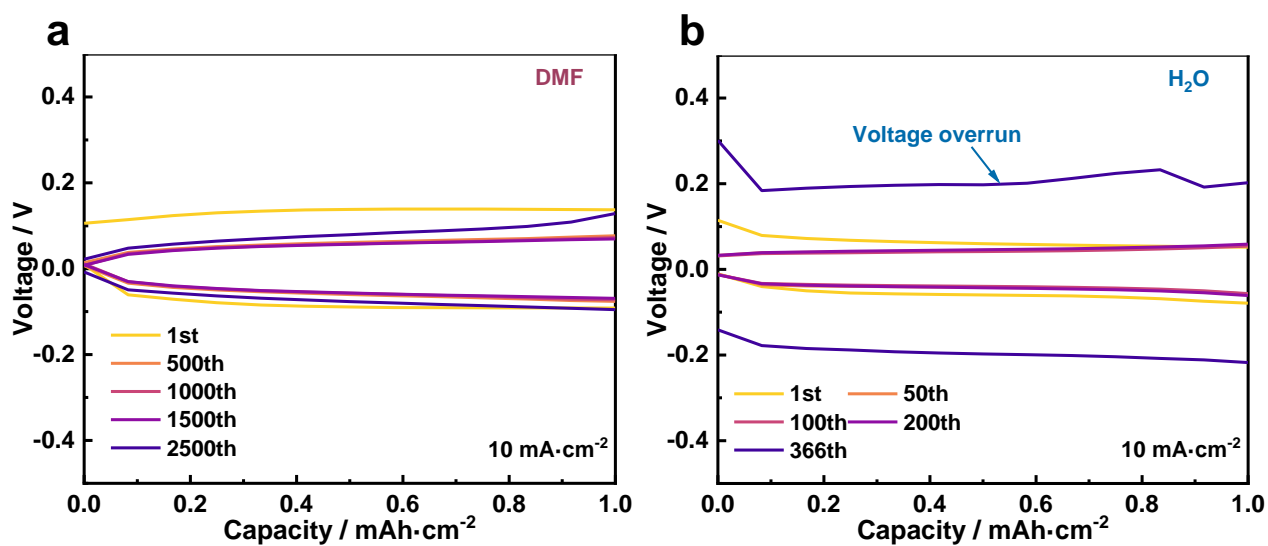 a
DMF
0.4
0.2
0.0
-0.2
-0.4
Voltage / V
1st
500th
1000th
1500th
2500th
10 mA·cm⁻²
0.0 0.2 0.4 0.6 0.8 1.0
Capacity / mAh·cm⁻²
b
H₂O
Voltage overrun
0.4
0.2
0.0
-0.2
-0.4
Voltage / V
1st 50th
100th 200th
366th
10 mA·cm⁻²
0.0 0.2 0.4 0.6 0.8 1.0
Capacity / mAh·cm⁻²